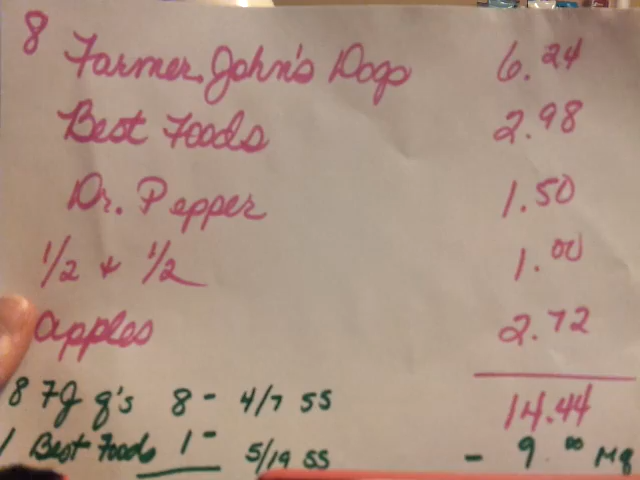 8 Farmer John's Dogs 6.24
Best Foods 2.98
Dr. Pepper 1.50
1/2 & 1/2 1.00
apples 2.72
14.44
8 FJ q's 8- 4/7 SS
1 Best Foods 1- 5/19 SS - 9.00 MQ